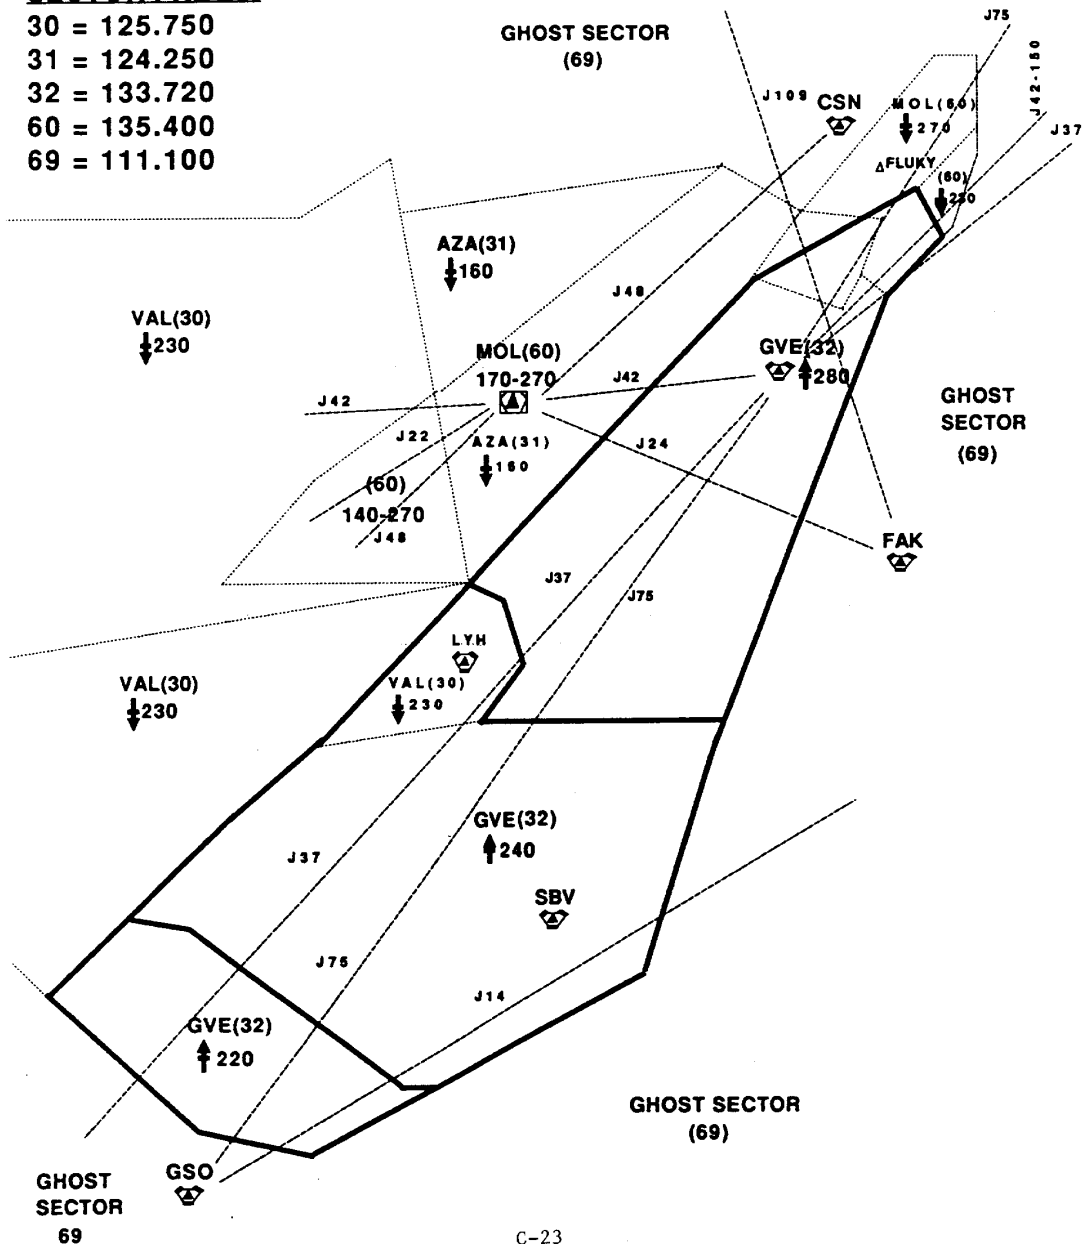 30 = 125.750
31 = 124.250
32 = 133.720
60 = 135.400
69 = 111.100
GHOST SECTOR
(69)
J75
J42-150
J37
J109
CSN
MOL(60)
270
FLUKY
(60)
230
AZA(31)
160
J48
VAL(30)
230
MOL(60)
170-270
GVE(32)
280
J42
J42
GHOST
SECTOR
(69)
J22
AZA(31)
160
J24
(60)
140-270
J48
FAK
J37
J75
LYH
VAL(30)
230
VAL(30)
230
GVE(32)
240
J37
SBV
J75
J14
GVE(32)
220
GHOST SECTOR
(69)
GSO
GHOST
SECTOR
69
C-23